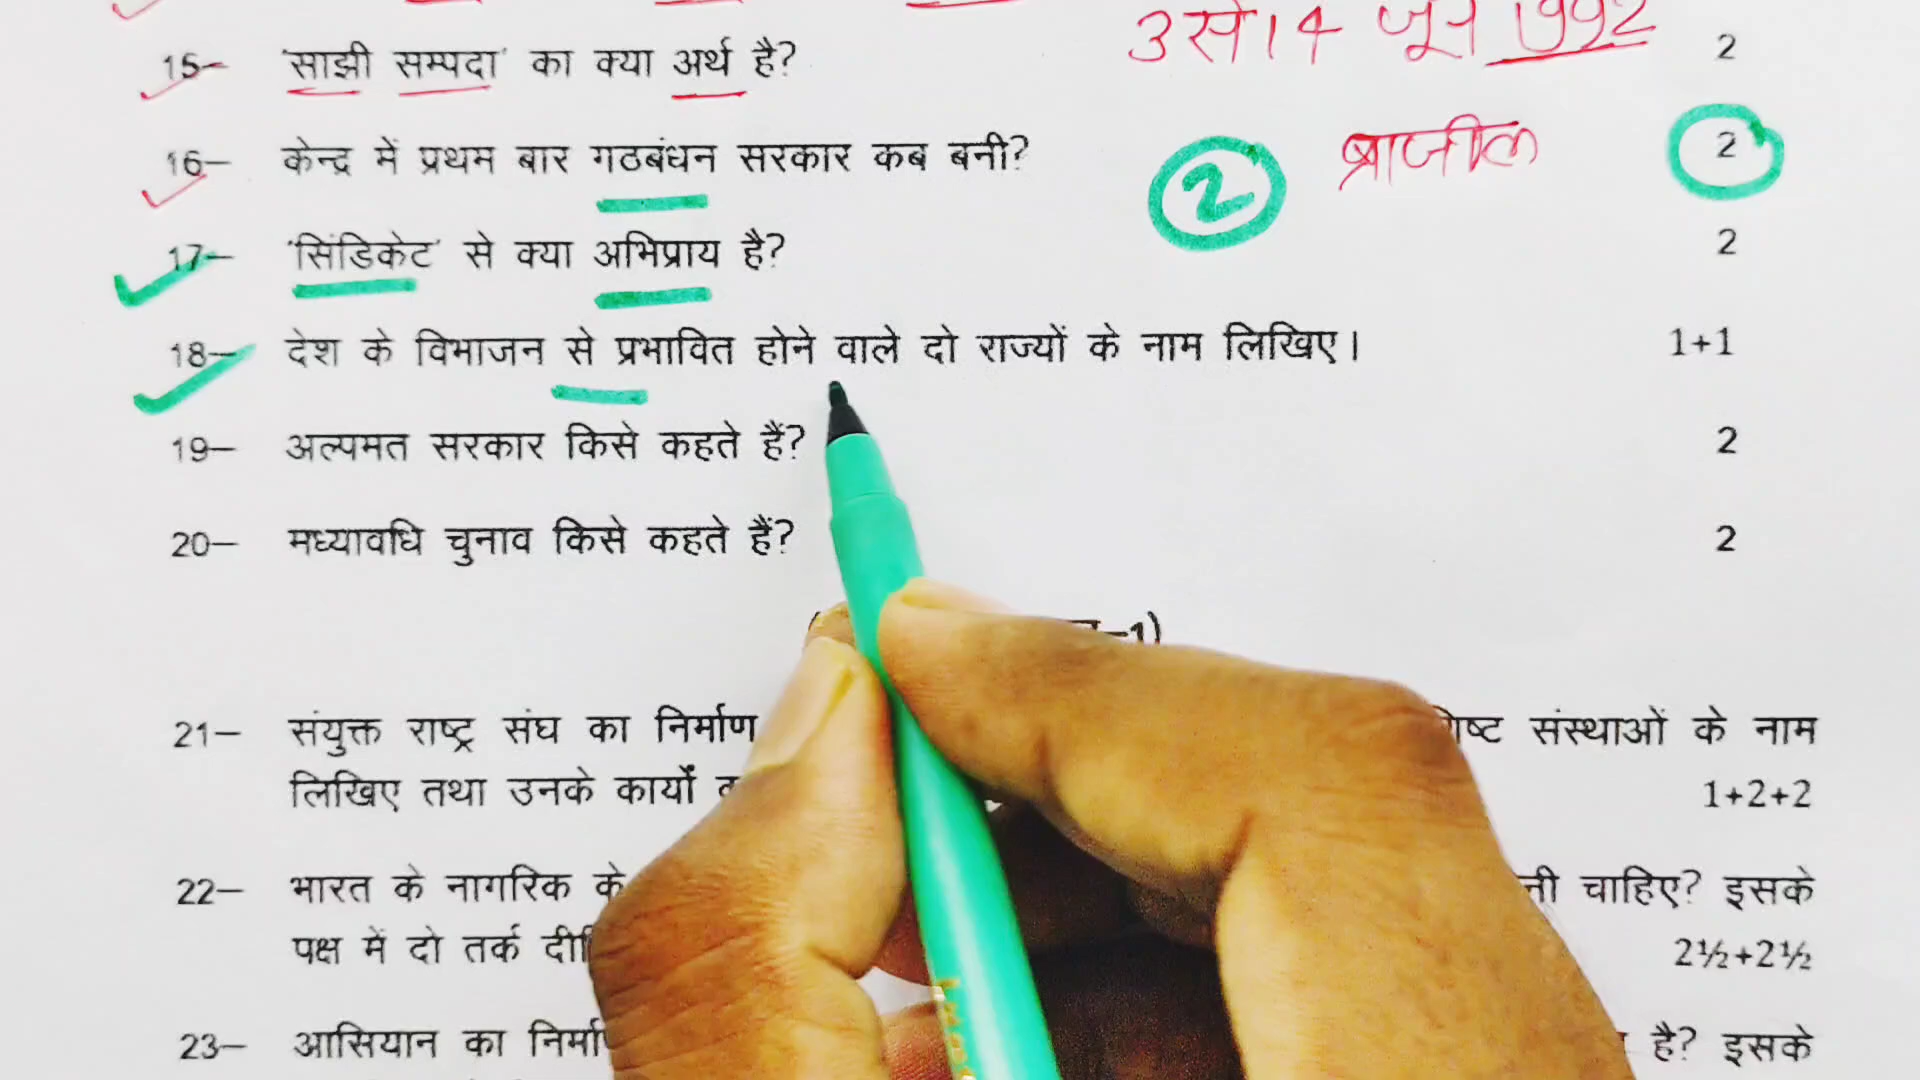 3 से 14 जून 1992
15– 'साझी सम्पदा' का क्या अर्थ है? 2
16– केन्द्र में प्रथम बार गठबंधन सरकार कब बनी? 2 ब्राजील 2
17– 'सिंडिकेट' से क्या अभिप्राय है? 2
18– देश के विभाजन से प्रभावित होने वाले दो राज्यों के नाम लिखिए। 1+1
19– अल्पमत सरकार किसे कहते हैं? 2
20– मध्यावधि चुनाव किसे कहते हैं? 2
–1)
21– संयुक्त राष्ट्र संघ का निर्माण संस्थाओं के नाम
लिखिए तथा उनके कार्यों 1+2+2
22– भारत के नागरिक के चाहिए? इसके
पक्ष में दो तर्क 2½+2½
23– आसियान का है? इसके